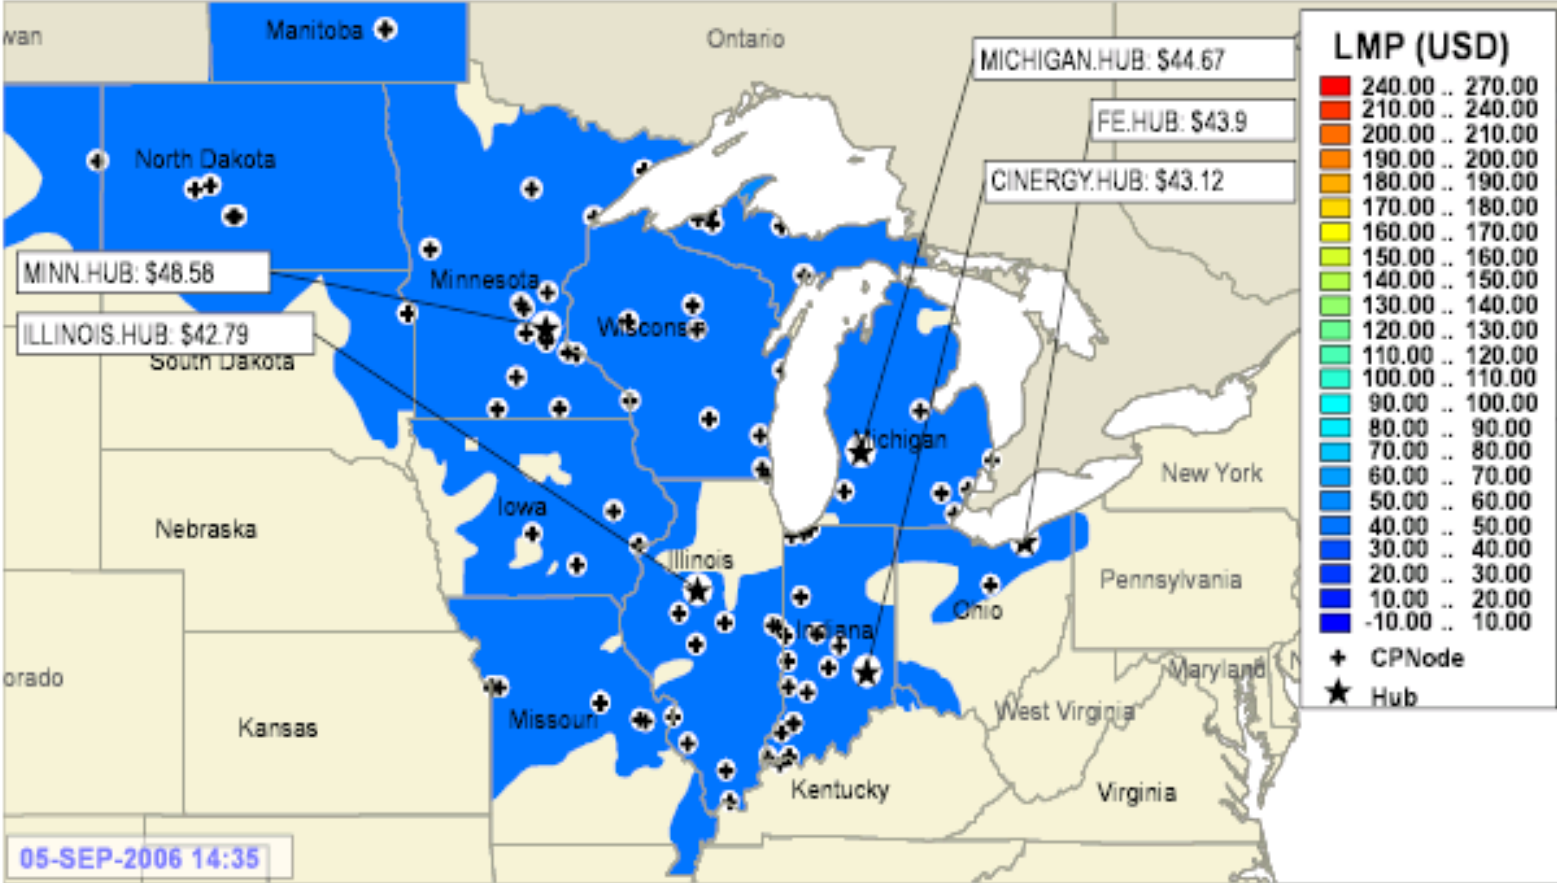 wan
Manitoba
Ontario
MICHIGAN.HUB: $44.67
FE.HUB: $43.9
CINERGY.HUB: $43.12
North Dakota
MINN.HUB: $48.58
Minnesota
ILLINOIS.HUB: $42.79
Wisconsin
South Dakota
Michigan
New York
Iowa
Nebraska
Illinois
Pennsylvania
Ohio
Indiana
orado
Maryland
N
Missouri
West Virginia
Kansas
Kentucky
Virginia
05-SEP-2006 14:35
LMP (USD)
240.00 .. 270.00
210.00 .. 240.00
200.00 .. 210.00
190.00 .. 200.00
180.00 .. 190.00
170.00 .. 180.00
160.00 .. 170.00
150.00 .. 160.00
140.00 .. 150.00
130.00 .. 140.00
120.00 .. 130.00
110.00 .. 120.00
100.00 .. 110.00
90.00 .. 100.00
80.00 .. 90.00
70.00 .. 80.00
60.00 .. 70.00
50.00 .. 60.00
40.00 .. 50.00
30.00 .. 40.00
20.00 .. 30.00
10.00 .. 20.00
-10.00 .. 10.00
CPNode
Hub